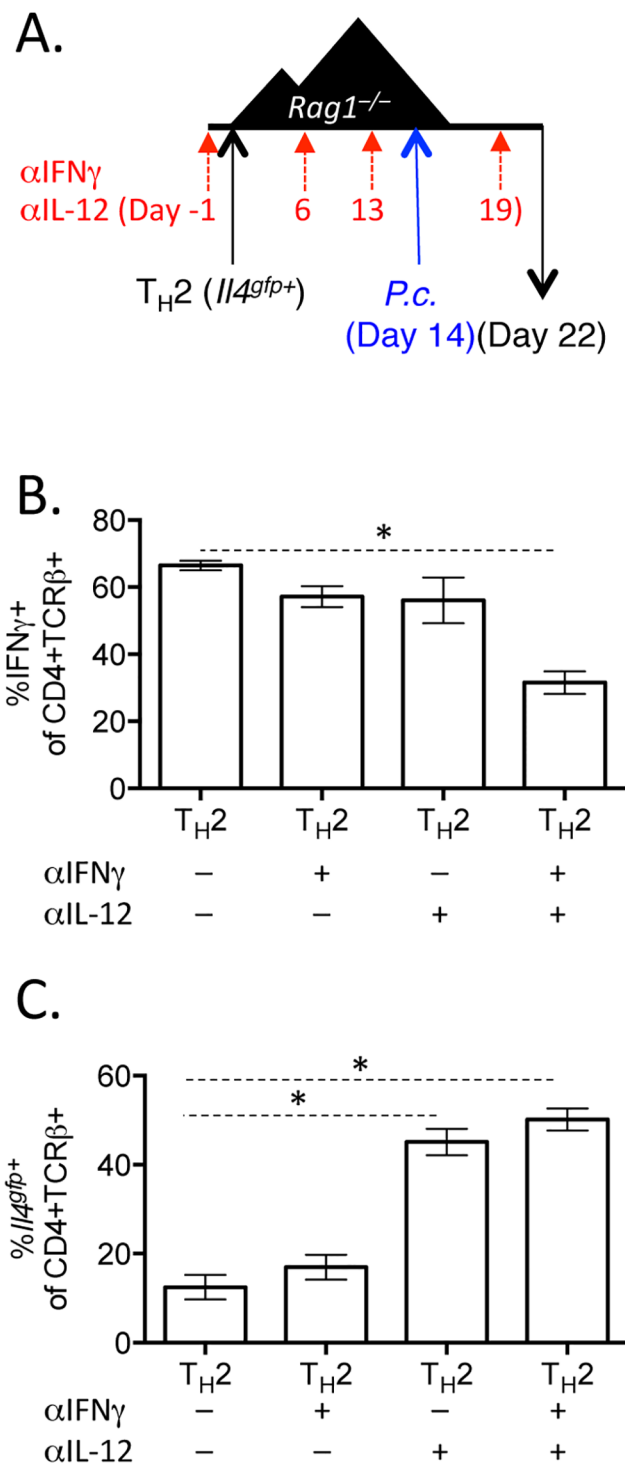 A.
Rag1–/–
αIFNγ
αIL-12 (Day -1 6 13 19)
TH2 (Il4gfp+) P.c.
(Day 14)(Day 22)
B.
*
80
60
40
20
0
%IFNγ+
of CD4+TCRβ+
TH2 TH2 TH2 TH2
αIFNγ – + – +
αIL-12 – – + +
C.
*
*
60
40
20
0
%Il4gfp+
of CD4+TCRβ+
TH2 TH2 TH2 TH2
αIFNγ – + – +
αIL-12 – – + +